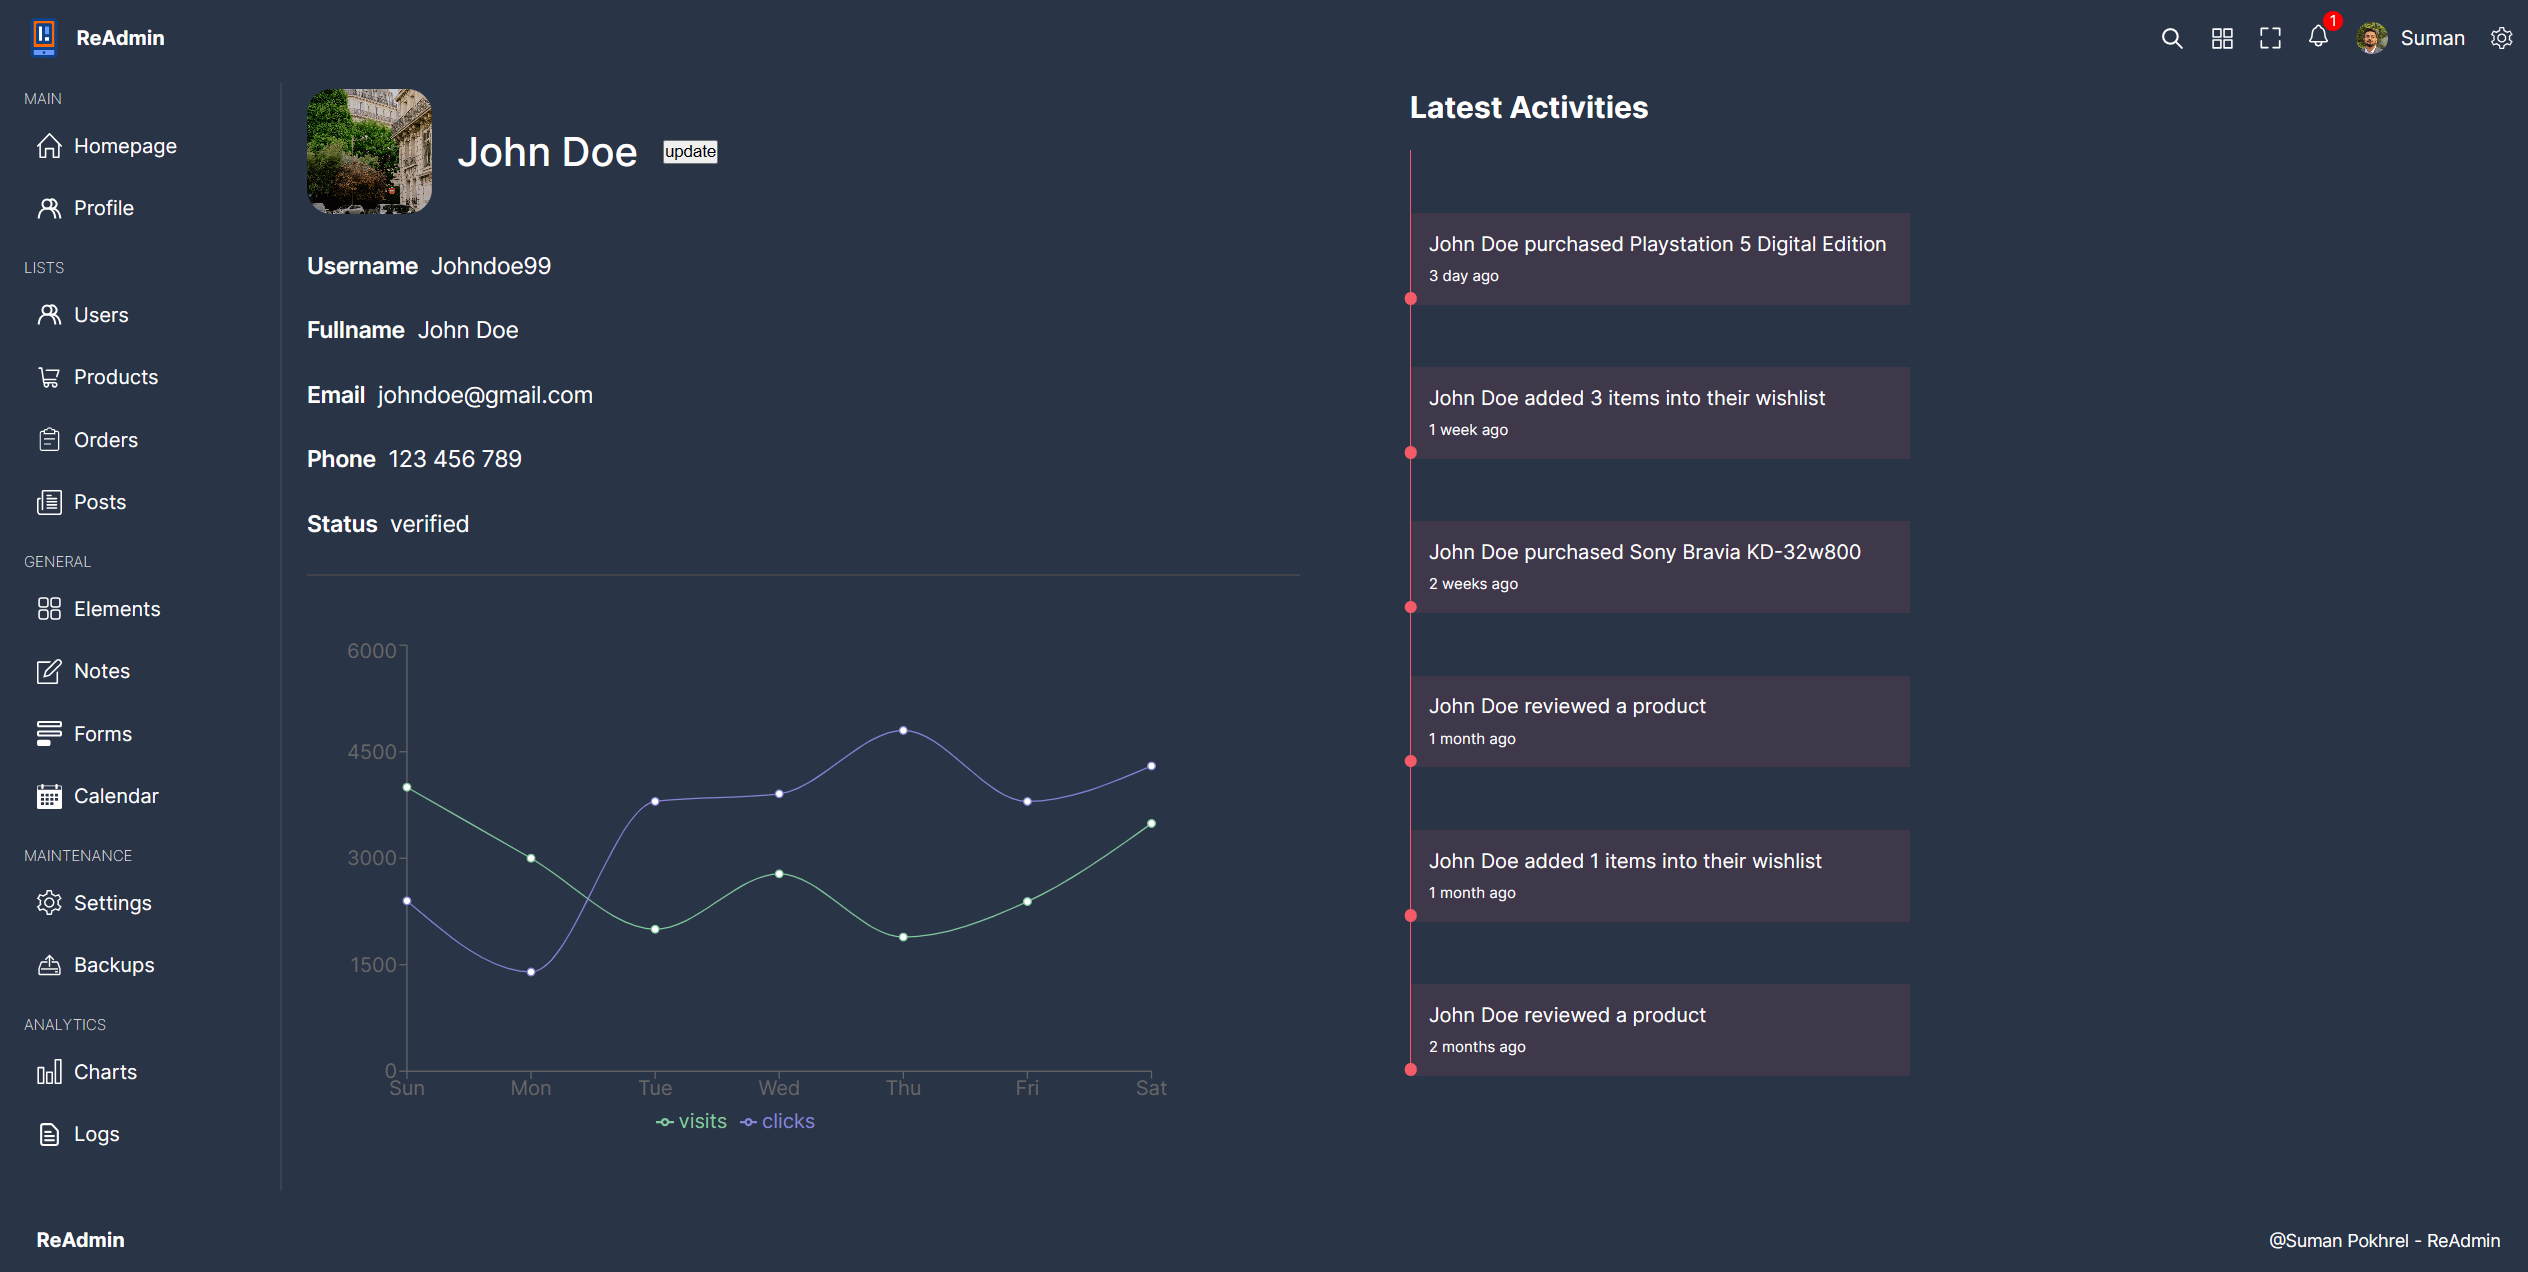 ReAdmin
1
Suman
MAIN
Homepage
Profile
LISTS
Users
Products
Orders
Posts
GENERAL
Elements
Notes
Forms
Calendar
MAINTENANCE
Settings
Backups
ANALYTICS
Charts
Logs
John Doe update
Username Johndoe99
Fullname John Doe
Email johndoe@gmail.com
Phone 123 456 789
Status verified
6000
4500
3000
1500
0
Sun Mon Tue Wed Thu Fri Sat
visits clicks
Latest Activities
John Doe purchased Playstation 5 Digital Edition
3 day ago
John Doe added 3 items into their wishlist
1 week ago
John Doe purchased Sony Bravia KD-32w800
2 weeks ago
John Doe reviewed a product
1 month ago
John Doe added 1 items into their wishlist
1 month ago
John Doe reviewed a product
2 months ago
ReAdmin
@Suman Pokhrel - ReAdmin